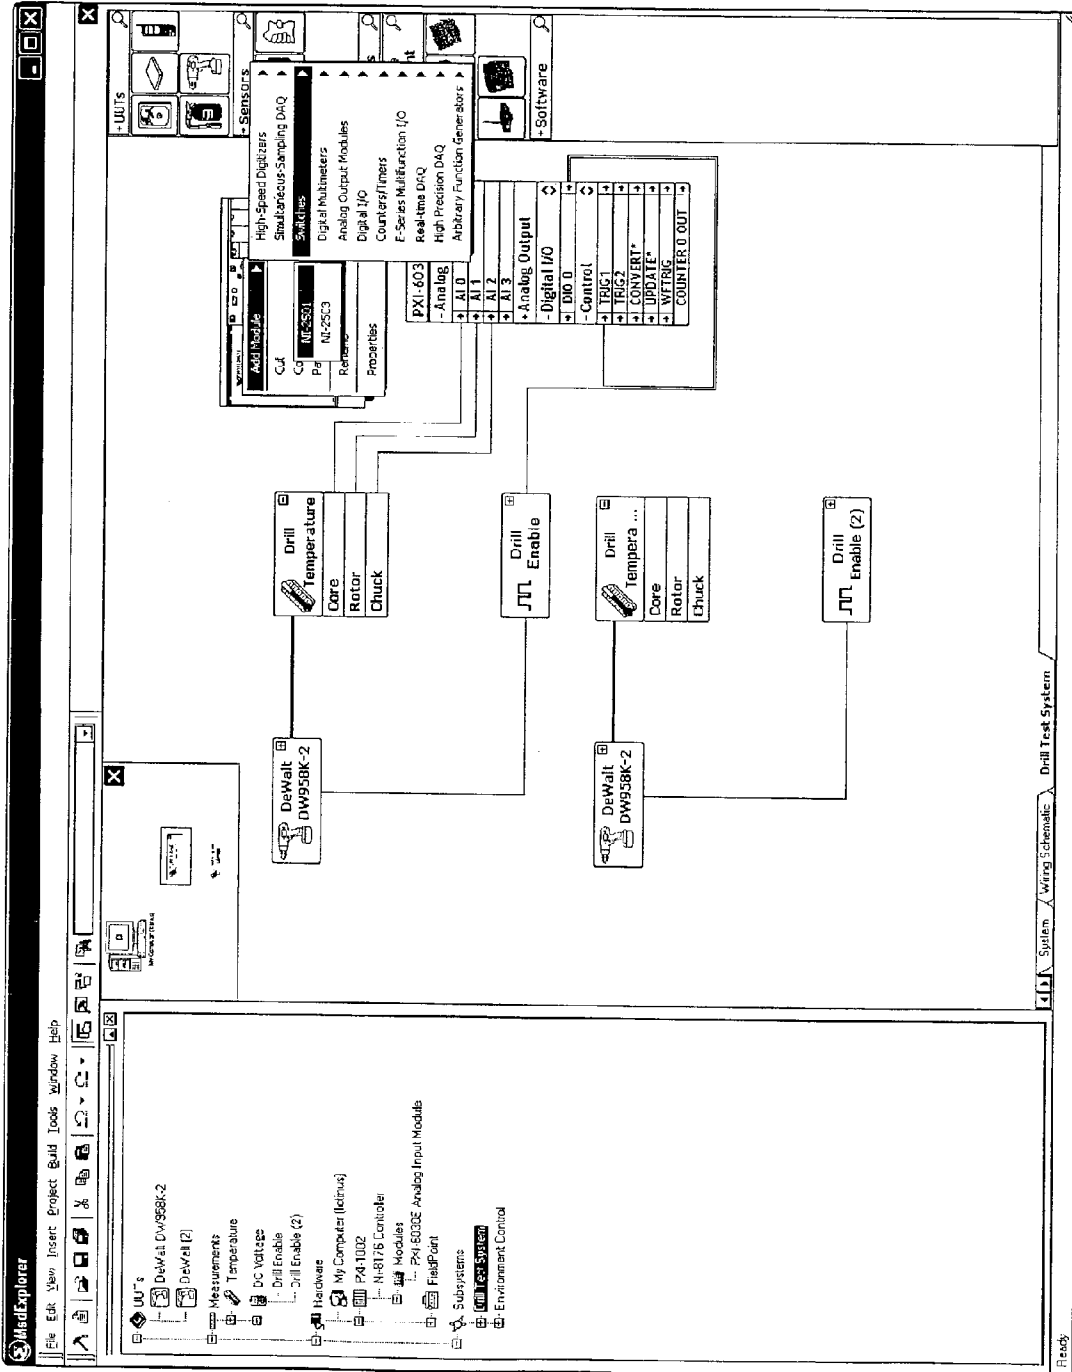 MadExplorer
File Edit View Insert Project Build Tools Window Help
UUTs
DeWalt DW958K-2
DeWalt (2)
Measurements
Temperature
DC Voltage
Drill Enable
Drill Enable (2)
Hardware
My Computer (Ictinus)
PXI-1002
NI-8176 Controller
Modules
PXI-6030E Analog Input Module
FieldPoint
Subsystems
Drill Test System
Environment Control
DeWalt
DW958K-2
Drill
Temperature
Core
Rotor
Chuck
Drill
Enable
DeWalt
DW958K-2
Drill
Tempera ...
Core
Rotor
Chuck
Drill
Enable (2)
Add Module
Cut
Co
Pa
Rename
Properties
NI-2501
NI-2503
High-Speed Digitizers
Simultaneous-Sampling DAQ
Switches
Digital Multimeters
Analog Output Modules
Digital I/O
Counters/Timers
E-Series Multifunction I/O
Real-time DAQ
High Precision DAQ
Arbitrary Function Generators
PXI-603
- Analog
AI 0
AI 1
AI 2
AI 3
+ Analog Output
- Digital I/O
DIO 0
- Control
TRIG1
TRIG2
CONVERT*
UPDATE*
WFTRIG
COUNTER 0 OUT
+UUTs
-Sensors
s
e
nt
+Software
System
Wiring Schematic
Drill Test System
Ready